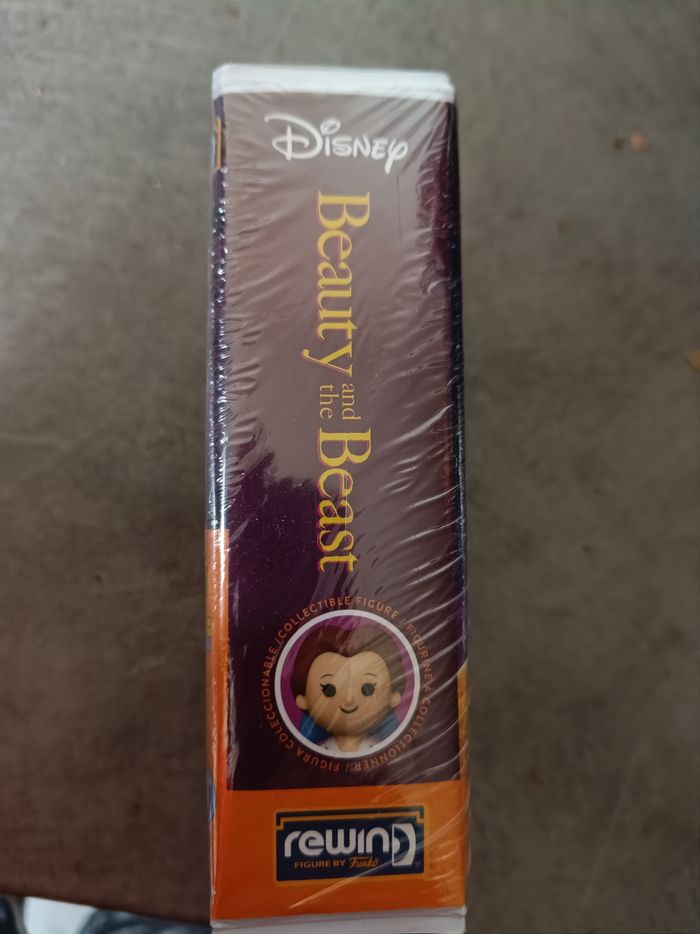 Disney
Beauty
and
the
Beast
COLLECTIBLE FIGURE / FIGURINE À COLLECTIONNER / FIGURA COLECCIONABLE /
rewind
FIGURE BY Funko